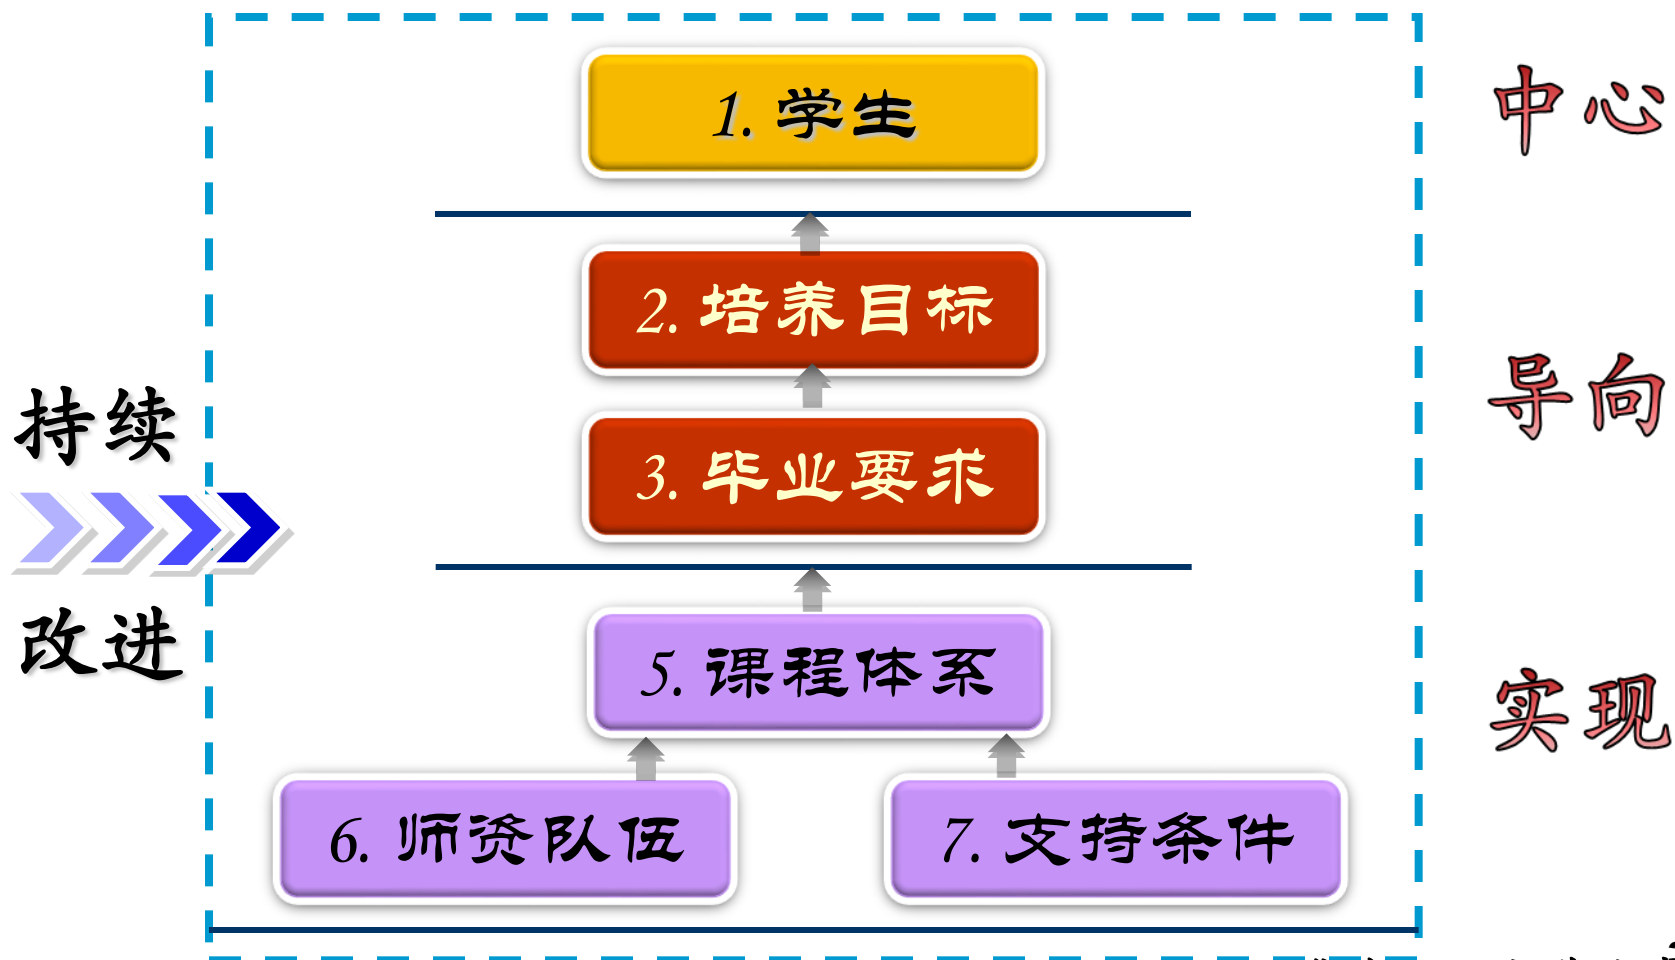 1. 学生
中心
2. 培养目标
导向
3. 毕业要求
持续
改进
5. 课程体系
实现
6. 师资队伍
7. 支持条件